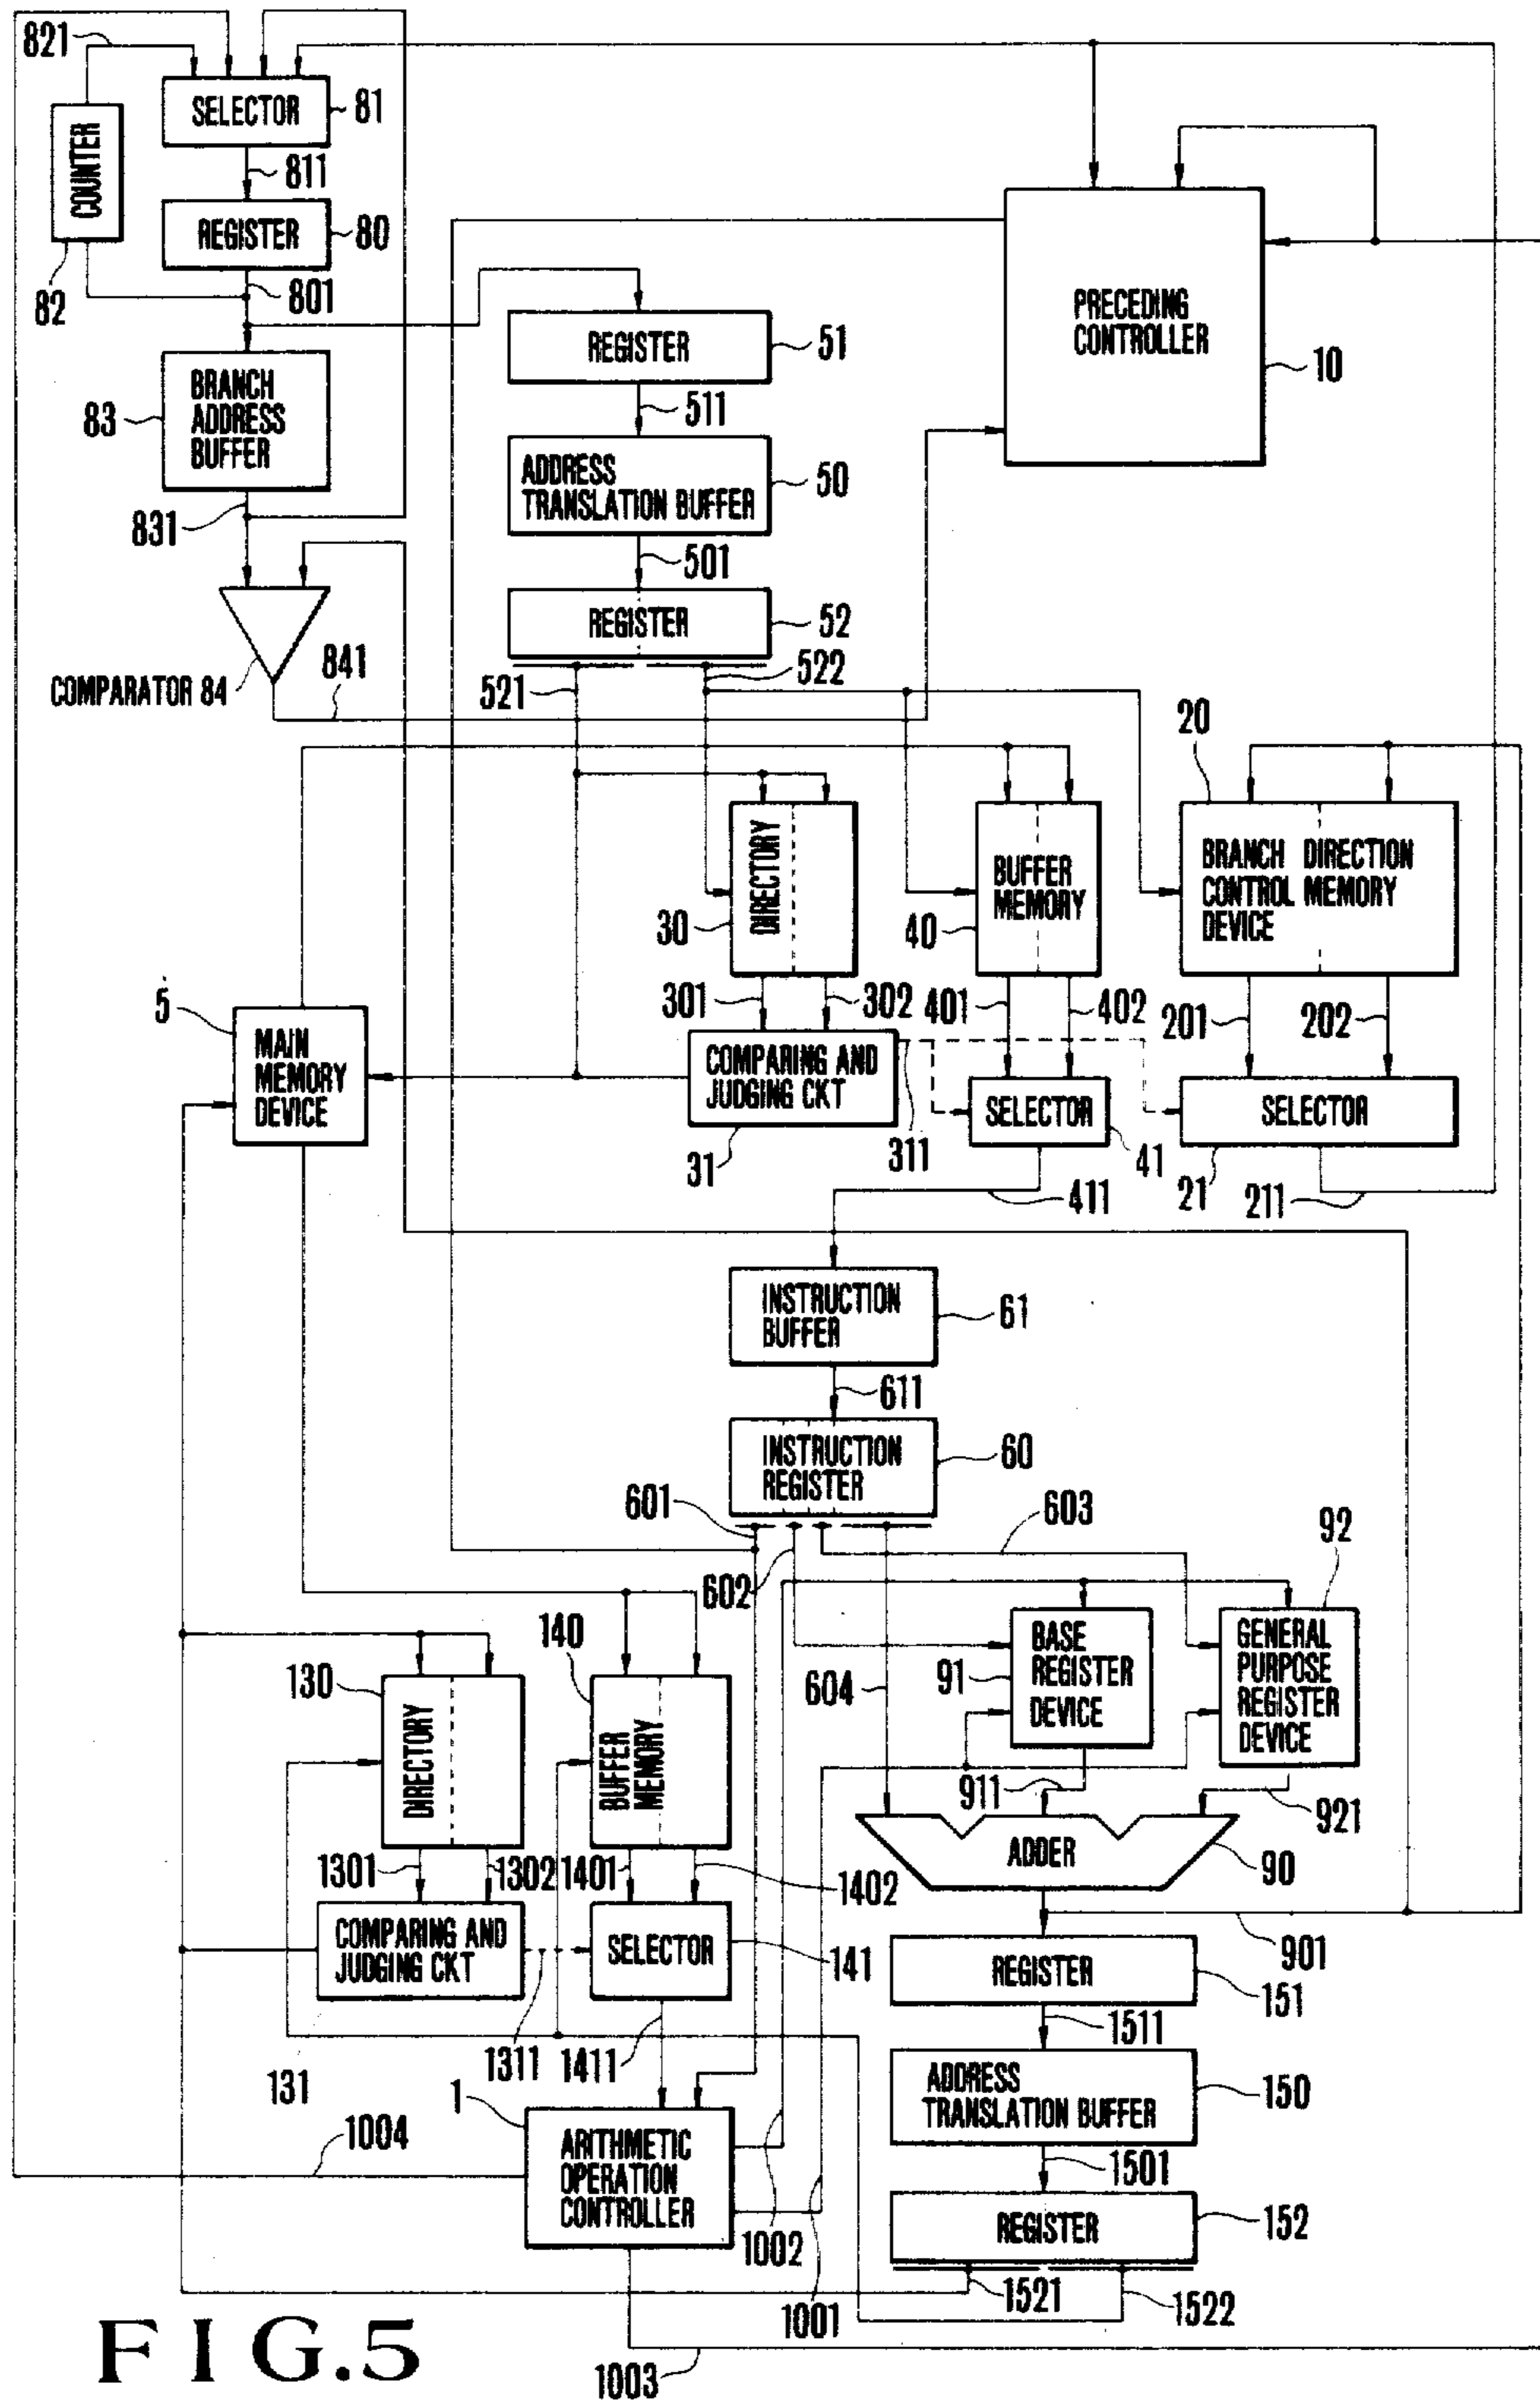 821
SELECTOR
81
COUNTER
811
REGISTER
80
82
801
PRECEDING
CONTROLLER
10
REGISTER
51
BRANCH
ADDRESS
BUFFER
83
511
ADDRESS
TRANSLATION BUFFER
50
831
501
REGISTER
52
COMPARATOR 84
841
521
522
20
DIRECTORY
30
BUFFER
MEMORY
40
BRANCH DIRECTION
CONTROL MEMORY
DEVICE
5
MAIN
MEMORY
DEVICE
301
302
401
402
201
202
COMPARING AND
JUDGING CKT
31
311
SELECTOR
41
SELECTOR
21
211
411
INSTRUCTION
BUFFER
61
611
INSTRUCTION
REGISTER
60
601
602
603
604
92
BASE
REGISTER
DEVICE
91
GENERAL
PURPOSE
REGISTER
DEVICE
130
DIRECTORY
140
BUFFER
MEMORY
911
921
ADDER
90
1301
1302
1401
1402
COMPARING AND
JUDGING CKT
131
1311
SELECTOR
141
1411
901
REGISTER
151
1511
ADDRESS
TRANSLATION BUFFER
150
1501
REGISTER
152
1
ARITHMETIC
OPERATION
CONTROLLER
1004
1002
1001
1521
1522
1003
FIG.5